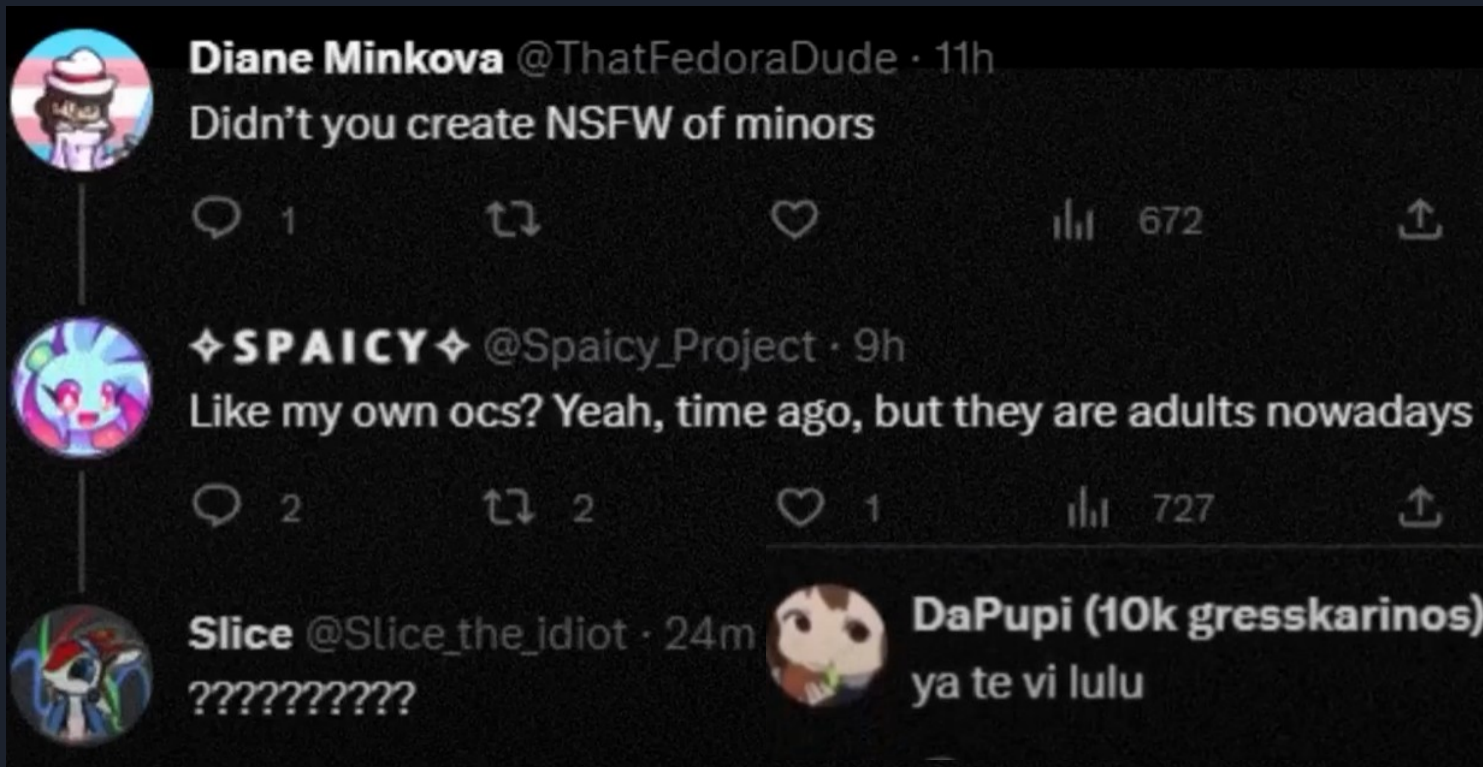 Diane Minkova @ThatFedoraDude · 11h
Didn't you create NSFW of minors
1 672
✧SPAICY✧ @Spaicy_Project · 9h
Like my own ocs? Yeah, time ago, but they are adults nowadays
2 2 1 727
Slice @Slice_the_idiot · 24m
??????????
DaPupi (10k gresskarinos)
ya te vi lulu